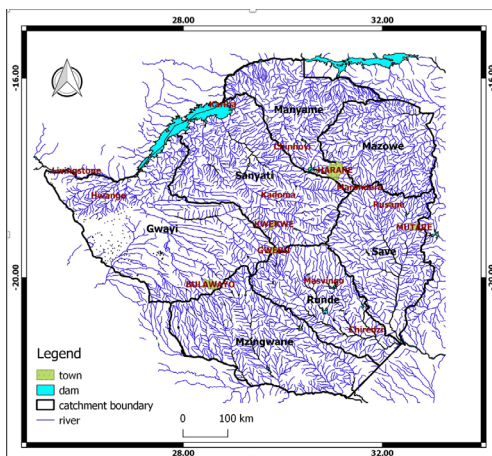 28.00 32.00
-16.00
-16.00
Kariba
Manyame
Chinhoyi
Mazowe
Livingstone
HARARE
Sanyati
Marondera
Hwange
Kadoma
Rusape
KWEKWE
MUTARE
Gwayi
GWERU
Save
-20.00
-20.00
BULAWAYO
Masvingo
Runde
Chiredzi
Mzingwane
Legend
town
dam
catchment boundary
river
0 100 km
28.00 32.00